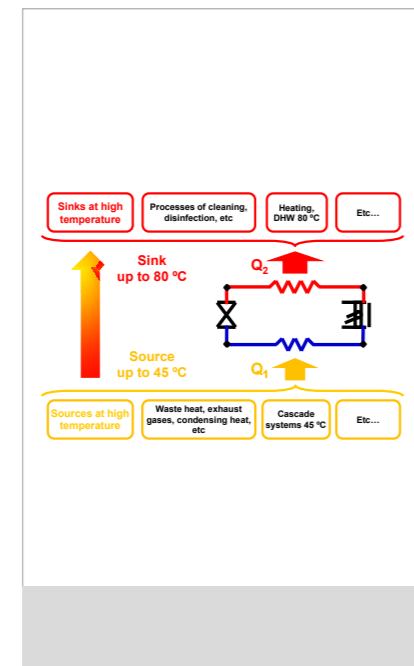 Sinks at high
temperature
Processes of cleaning,
disinfection, etc
Heating,
DHW 80 ºC
Etc...
Sink
up to 80 ºC
Q2
Source
up to 45 ºC
Q1
Sources at high
temperature
Waste heat, exhaust
gases, condensing heat,
etc
Cascade
systems 45 ºC
Etc...